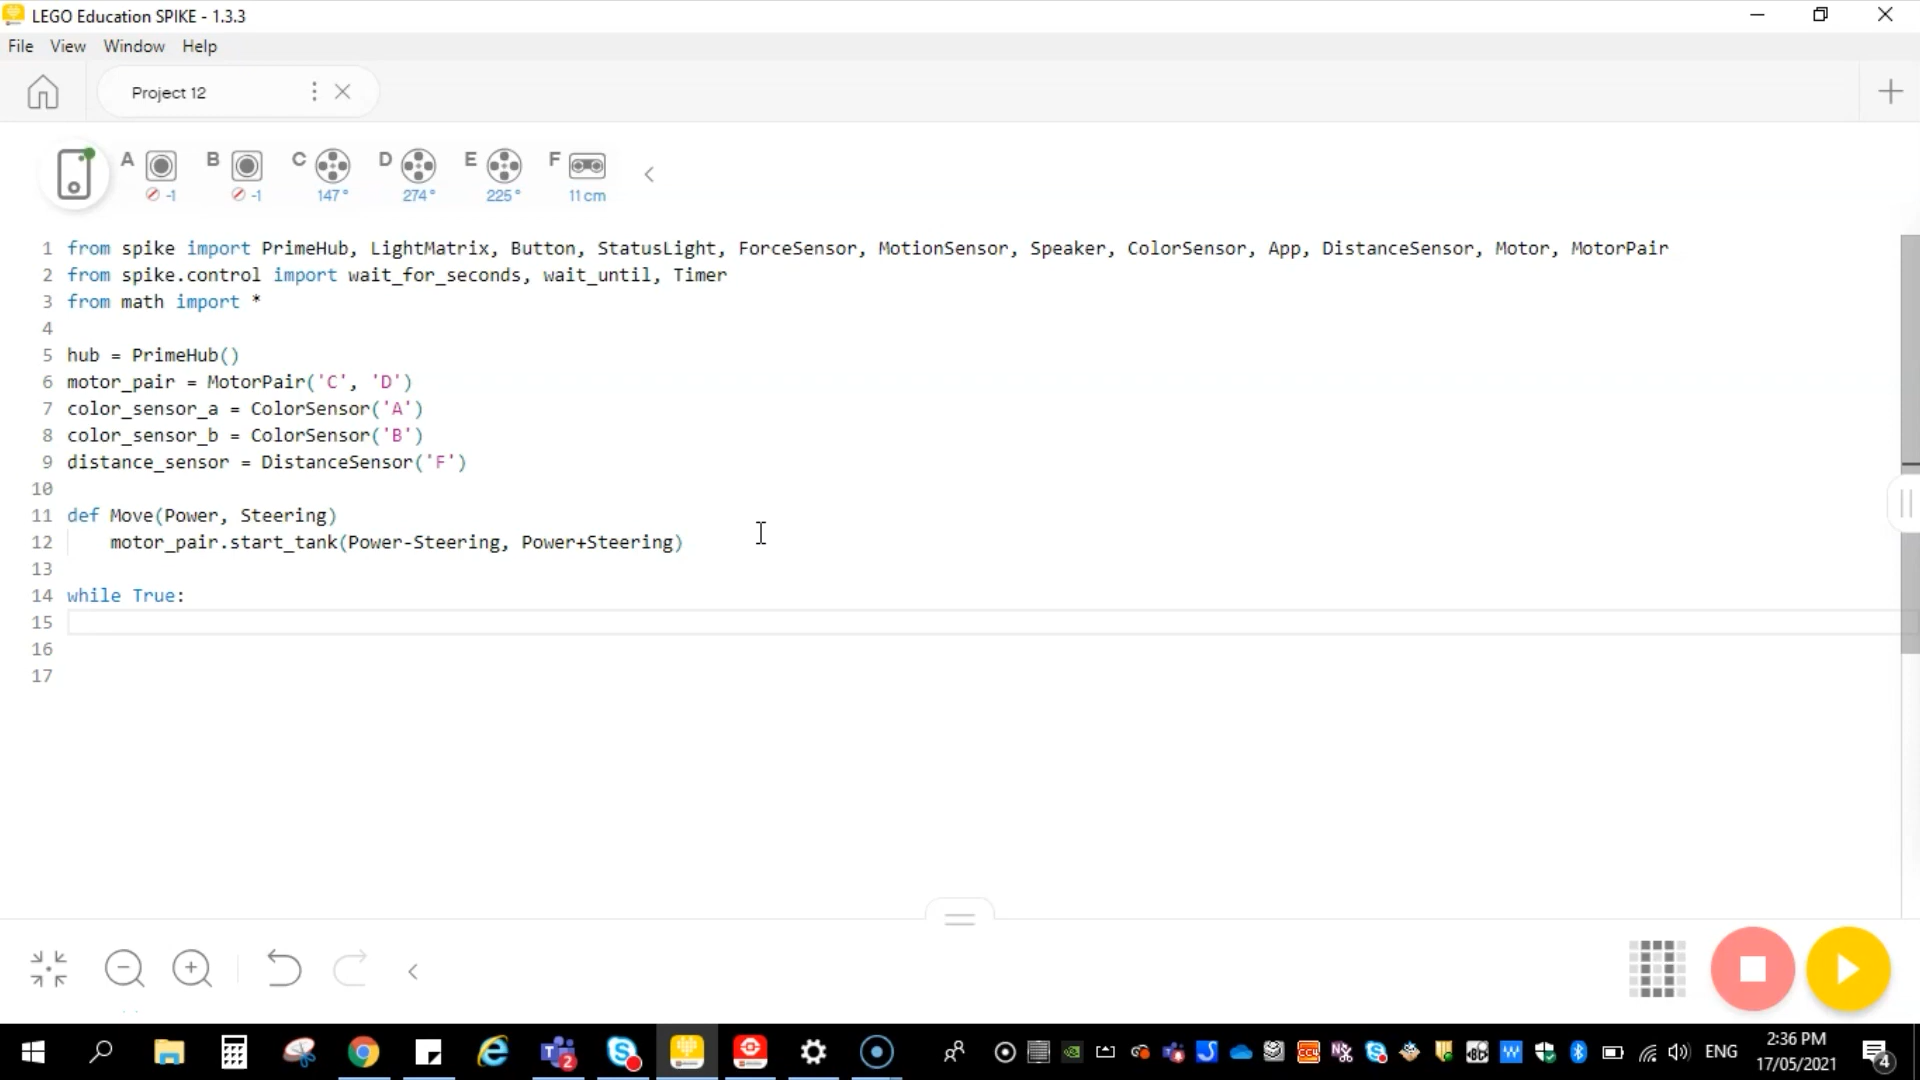 LEGO Education SPIKE - 1.3.3
File View Window Help
Project 12
A B C D E F
-1 -1 147° 274° 225° 11 cm
1 from spike import PrimeHub, LightMatrix, Button, StatusLight, ForceSensor, MotionSensor, Speaker, ColorSensor, App, DistanceSensor, Motor, MotorPair
2 from spike.control import wait_for_seconds, wait_until, Timer
3 from math import *
4
5 hub = PrimeHub()
6 motor_pair = MotorPair('C', 'D')
7 color_sensor_a = ColorSensor('A')
8 color_sensor_b = ColorSensor('B')
9 distance_sensor = DistanceSensor('F')
10
11 def Move(Power, Steering)
12     motor_pair.start_tank(Power-Steering, Power+Steering)
13
14 while True:
15
16
17
ENG
2:36 PM
17/05/2021
4